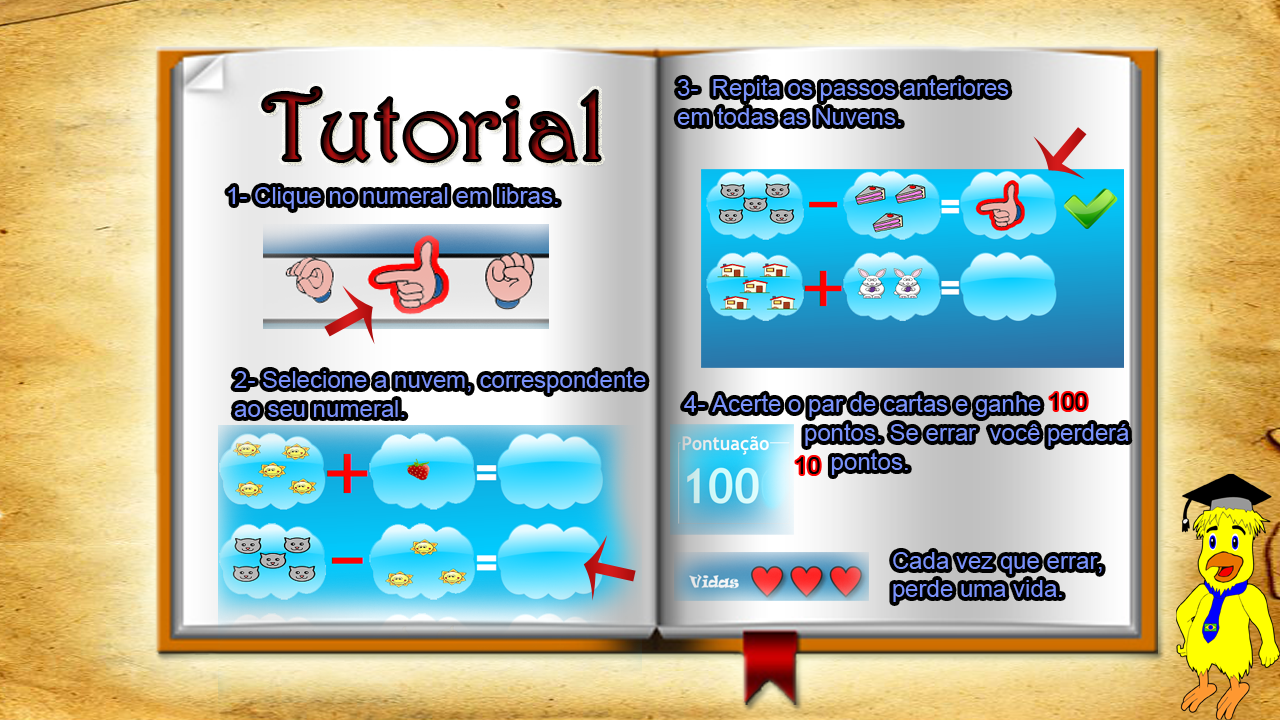 Tutorial
1- Clique no numeral em libras.
2- Selecione a nuvem, correspondente
ao seu numeral.
+ =
- =
3- Repita os passos anteriores
em todas as Nuvens.
- =
+ =
4- Acerte o par de cartas e ganhe 100
pontos. Se errar você perderá
10 pontos.
Pontuação
100
Vidas
Cada vez que errar,
perde uma vida.